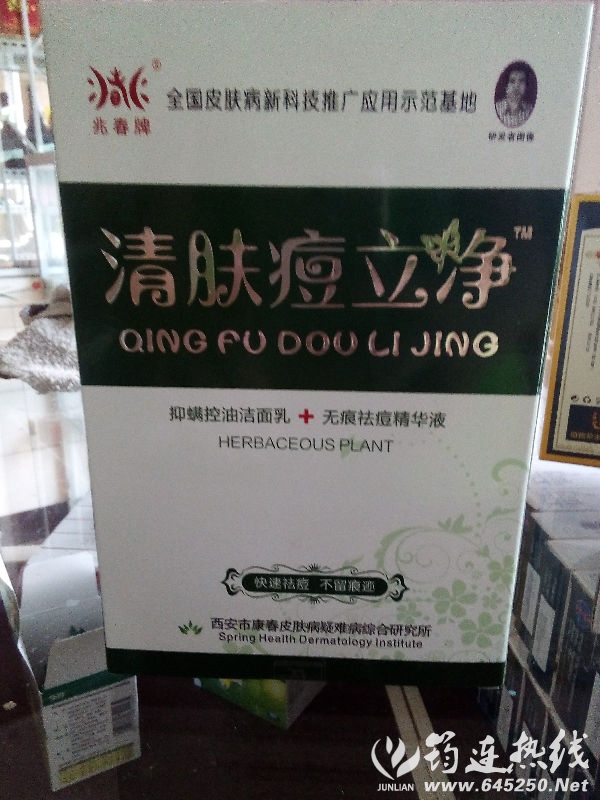 兆春牌
®
全国皮肤病新科技推广应用示范基地
研发者图像
清肤痘立净™
QING FU DOU LI JING
抑螨控油洁面乳 + 无痕祛痘精华液
HERBACEOUS PLANT
快速祛痘 不留痕迹
西安市康春皮肤病疑难病综合研究所
Spring Health Dermatology Institute
筠连热线
JUNLIAN www.645250.Net